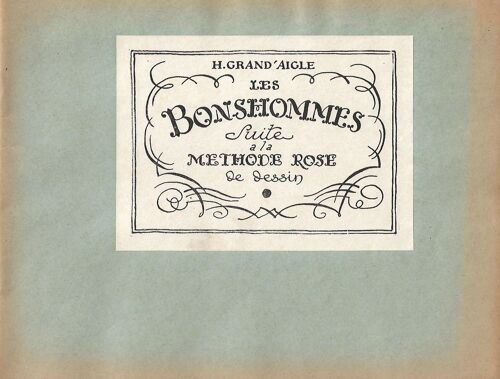 H. GRAND'AIGLE
LES
BONSHOMMES
Suite
a la
METHODE ROSE
de dessin